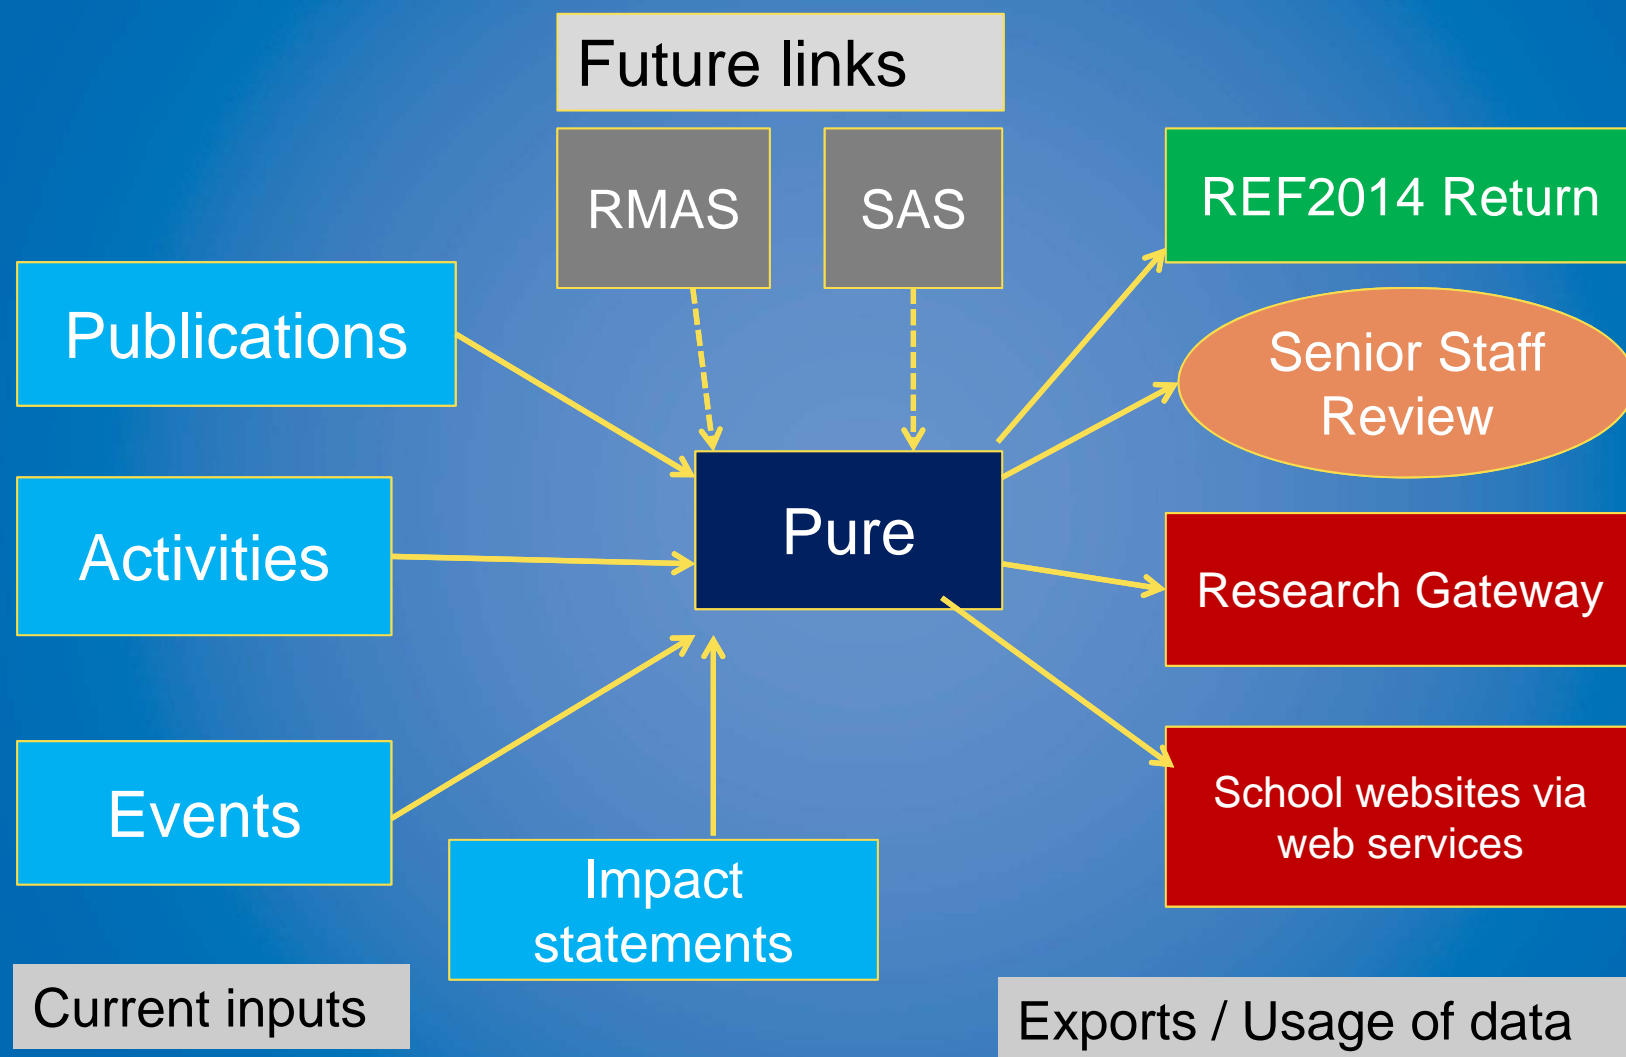 Future links
RMAS
SAS
REF2014 Return
Publications
Senior Staff
Review
Pure
Activities
Research Gateway
Events
School websites via
web services
Impact
statements
Current inputs
Exports / Usage of data